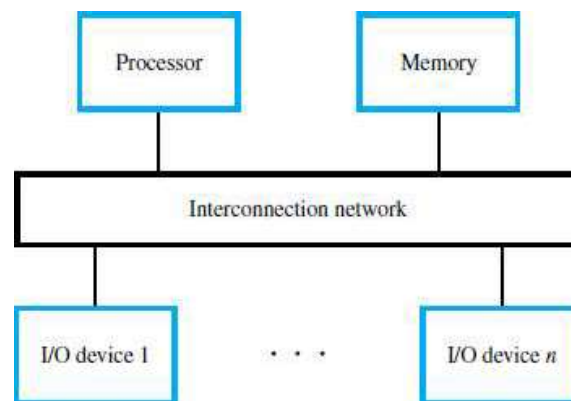 Processor
Memory
Interconnection network
I/O device 1
. . .
I/O device n